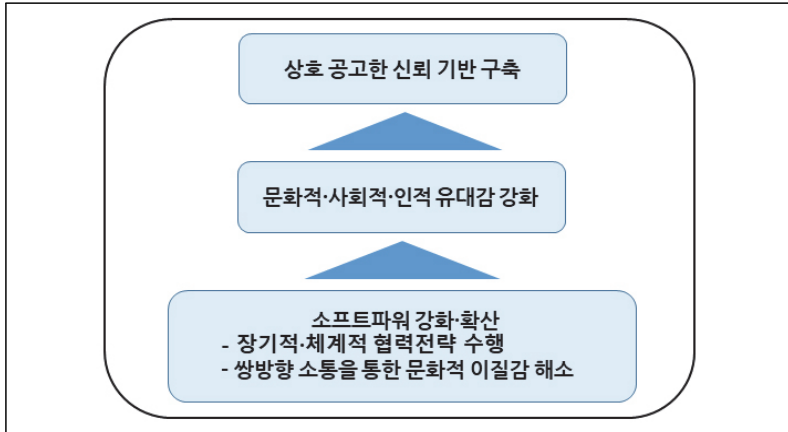 상호 공고한 신뢰 기반 구축
문화적·사회적·인적 유대감 강화
소프트파워 강화·확산
- 장기적·체계적 협력전략 수행
- 쌍방향 소통을 통한 문화적 이질감 해소